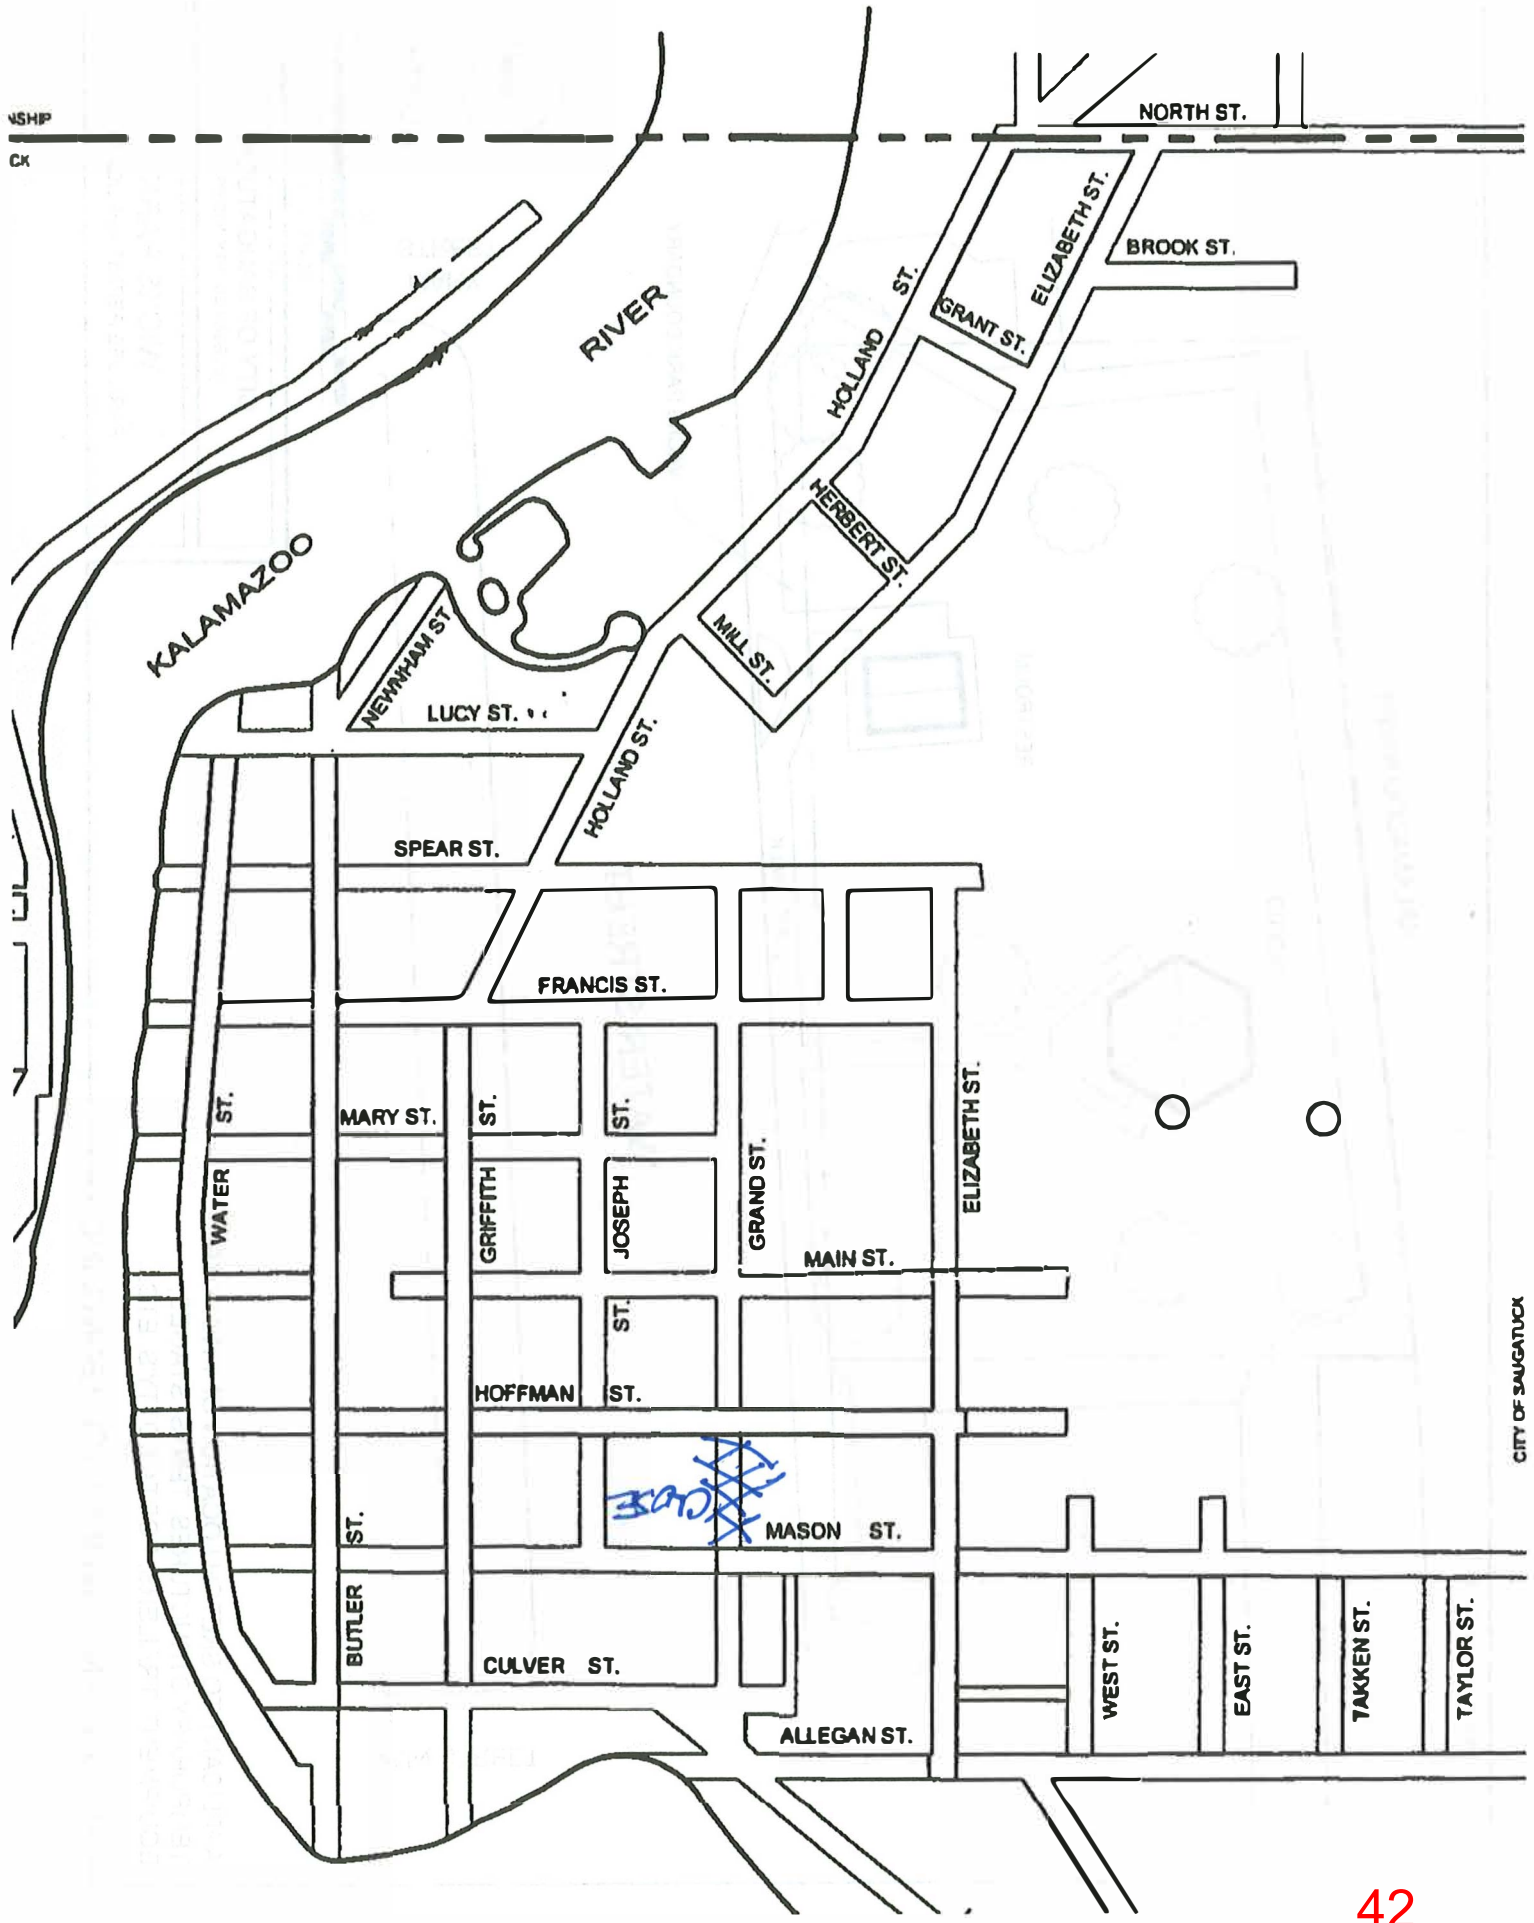 NORTH ST.
NSHIP
CK
ELIZABETH ST.
BROOK ST.
HOLLAND ST.
GRANT ST.
RIVER
KALAMAZOO
HERBERT ST.
MILL ST.
NEWNHAM ST
LUCY ST.
HOLLAND ST.
SPEAR ST.
FRANCIS ST.
WATER ST.
MARY ST.
GRIFFITH ST.
JOSEPH ST.
GRAND ST.
ELIZABETH ST.
MAIN ST.
ST.
HOFFMAN ST.
CITY OF SAUGATUCK
CLOSE
MASON ST.
BUTLER ST.
CULVER ST.
WEST ST.
EAST ST.
TAKKEN ST.
TAYLOR ST.
ALLEGAN ST.
42